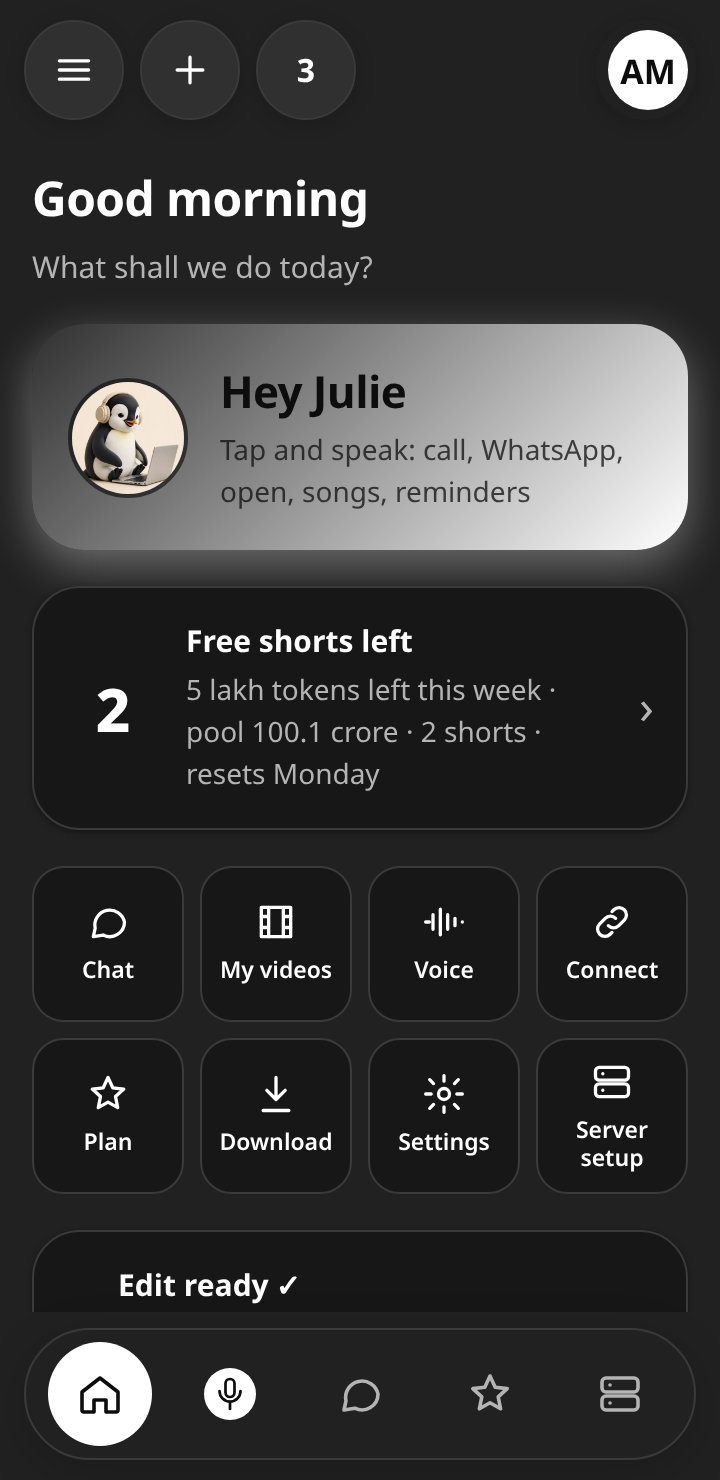 3
AM
Good morning
What shall we do today?
Hey Julie
Tap and speak: call, WhatsApp,
open, songs, reminders
2
Free shorts left
5 lakh tokens left this week ·
pool 100.1 crore · 2 shorts ·
resets Monday
Chat
My videos
Voice
Connect
Plan
Download
Settings
Server
setup
Edit ready ✓